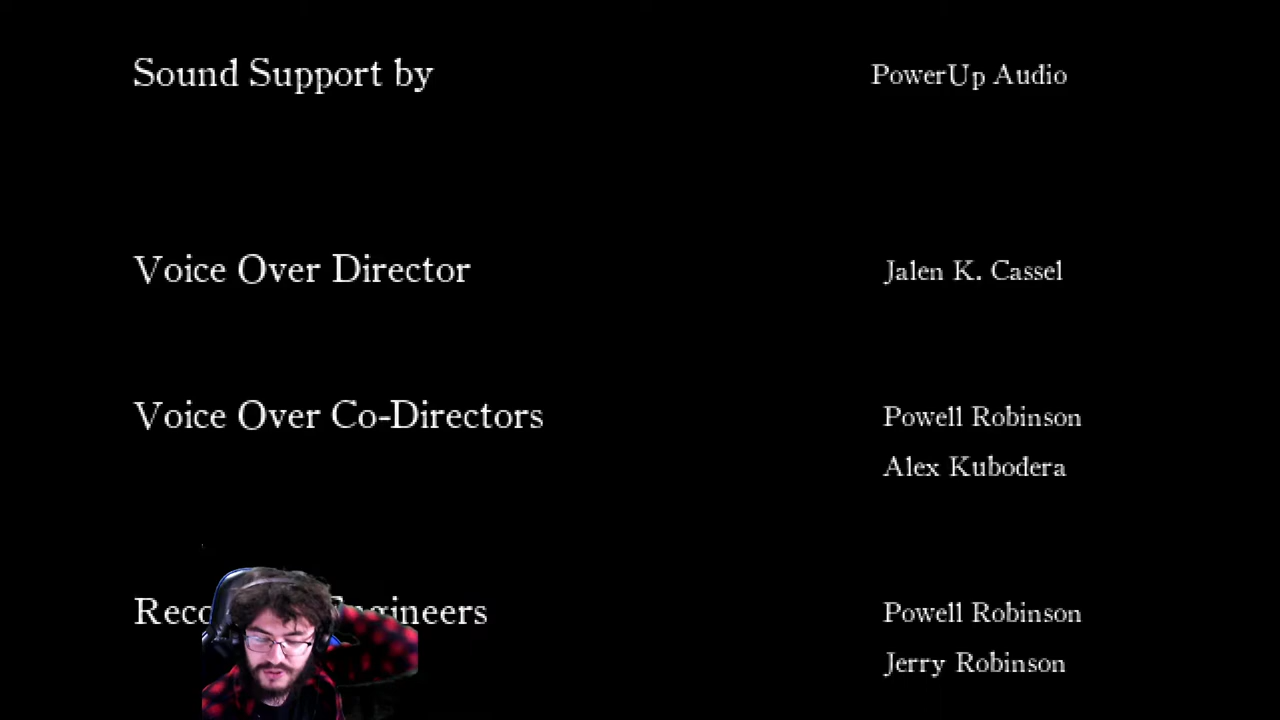 Sound Support by PowerUp Audio
Voice Over Director Jalen K. Cassel
Voice Over Co-Directors Powell Robinson
Alex Kubodera
Engineers Powell Robinson
Jerry Robinson